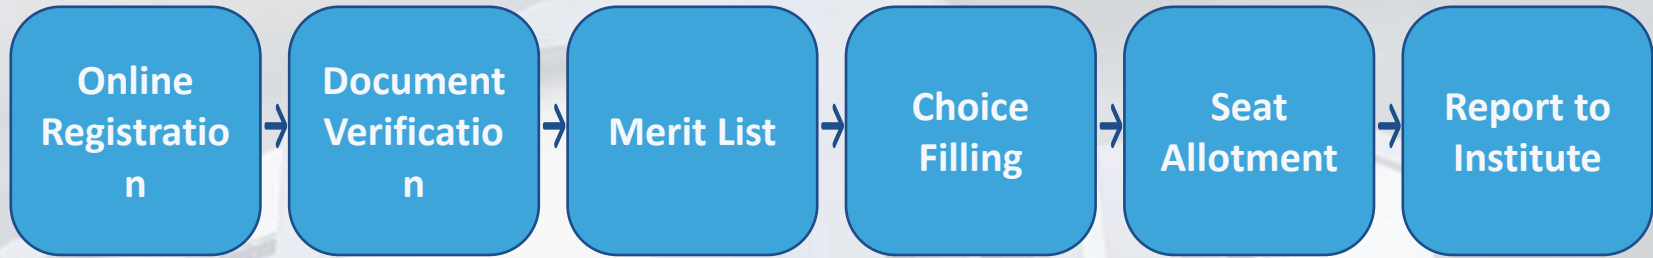 Online
Registratio
n
Document
Verificatio
n
Merit List
Choice
Filling
Seat
Allotment
Report to
Institute